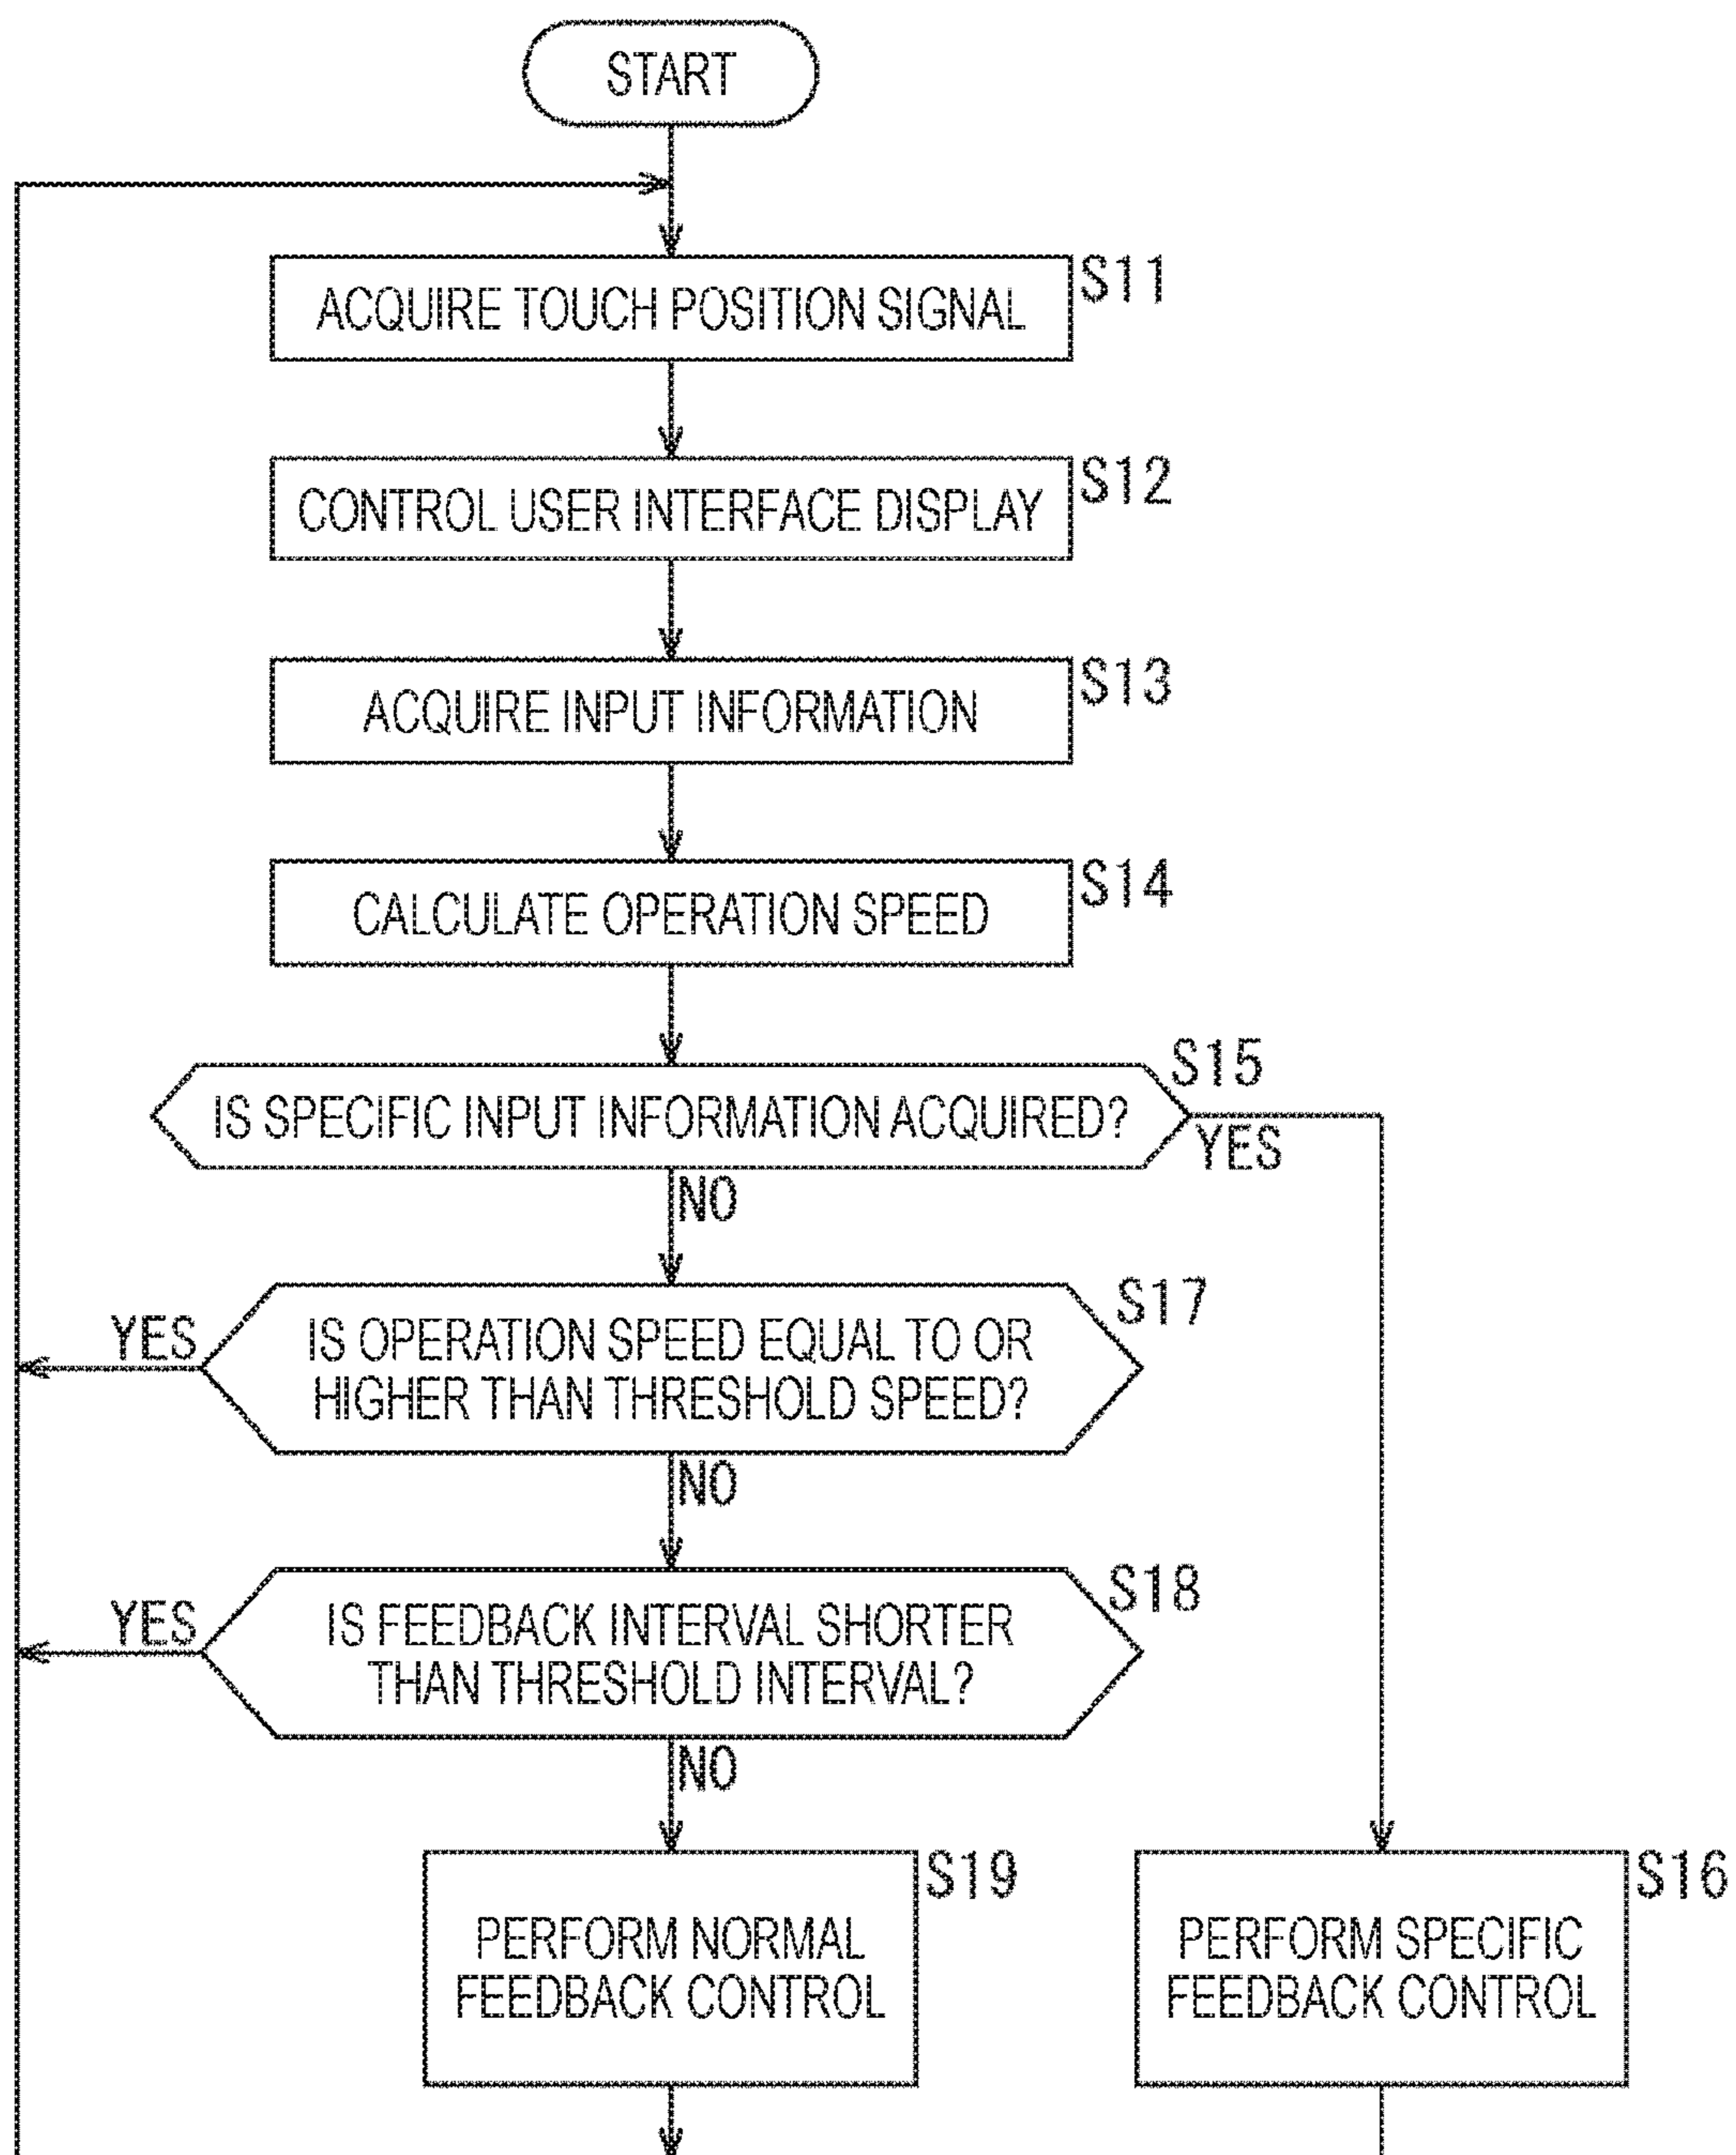 START
ACQUIRE TOUCH POSITION SIGNAL
S11
CONTROL USER INTERFACE DISPLAY
S12
ACQUIRE INPUT INFORMATION
S13
CALCULATE OPERATION SPEED
S14
IS SPECIFIC INPUT INFORMATION ACQUIRED?
S15
YES
NO
IS OPERATION SPEED EQUAL TO OR
HIGHER THAN THRESHOLD SPEED?
S17
YES
NO
IS FEEDBACK INTERVAL SHORTER
THAN THRESHOLD INTERVAL?
S18
YES
NO
PERFORM NORMAL
FEEDBACK CONTROL
S19
PERFORM SPECIFIC
FEEDBACK CONTROL
S16